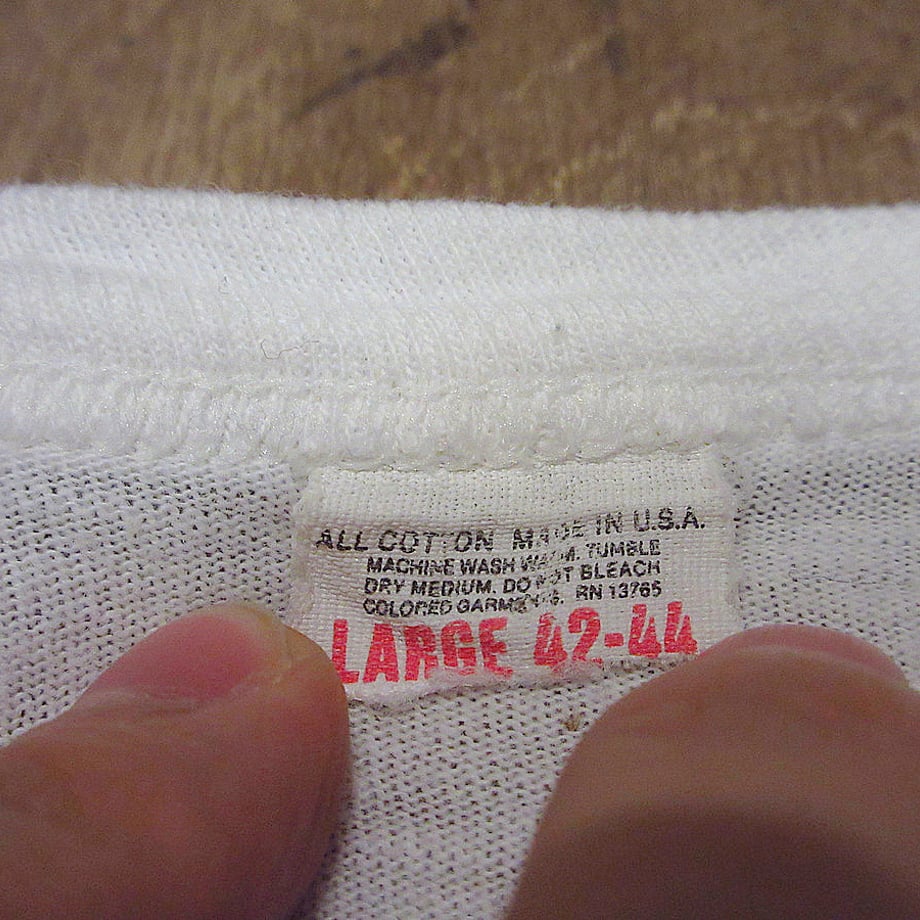 ALL COTTON MADE IN U.S.A.
MACHINE WASH WARM. TUMBLE
DRY MEDIUM. DO NOT BLEACH
COLORED GARMENTS. RN 13765
LARGE 42-44